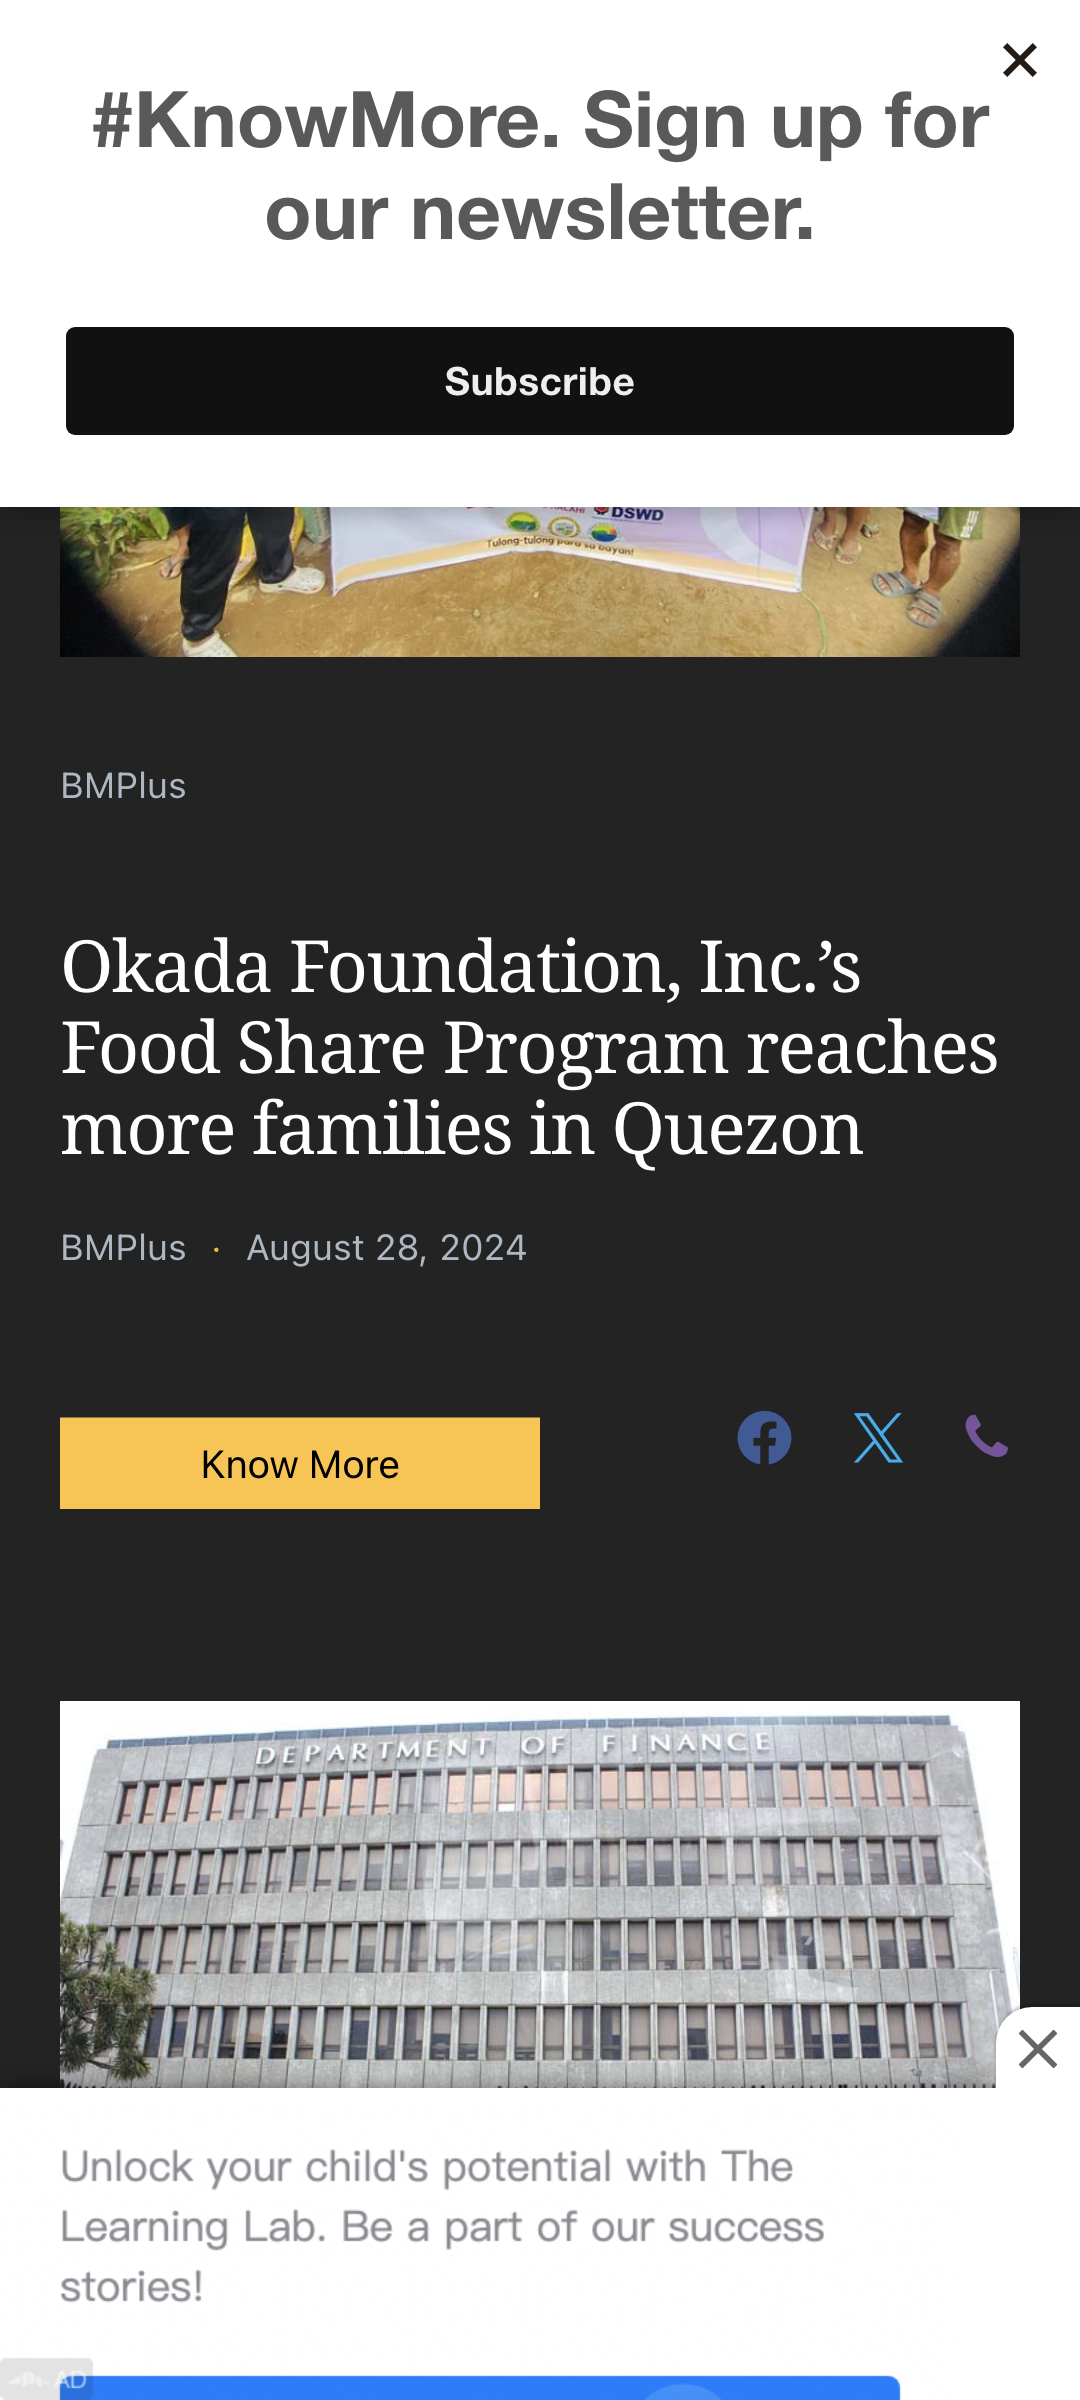 #KnowMore. Sign up for
our newsletter.
Subscribe
DSWD
Tulong-tulong para sa bayan!
BMPlus
Okada Foundation, Inc.’s
Food Share Program reaches
more families in Quezon
BMPlus · August 28, 2024
Know More
DEPARTMENT OF FINANCE
Unlock your child's potential with The
Learning Lab. Be a part of our success
stories!
AD